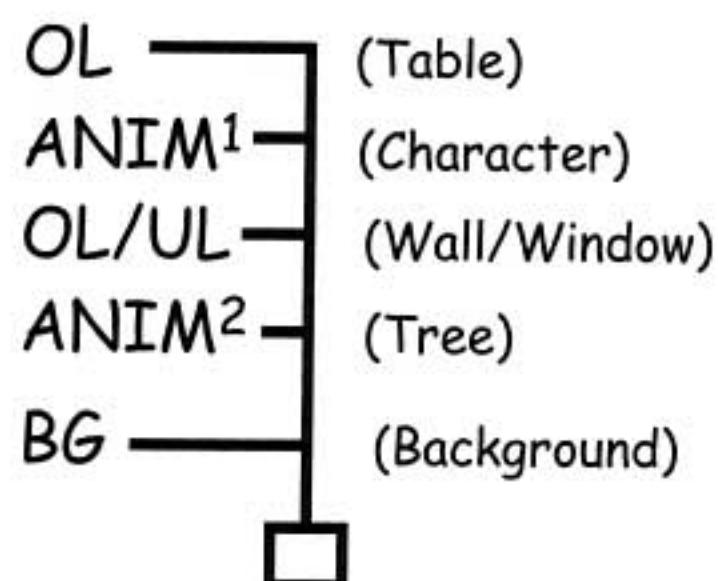 OL (Table)
ANIM1 (Character)
OL/UL (Wall/Window)
ANIM2 (Tree)
BG (Background)